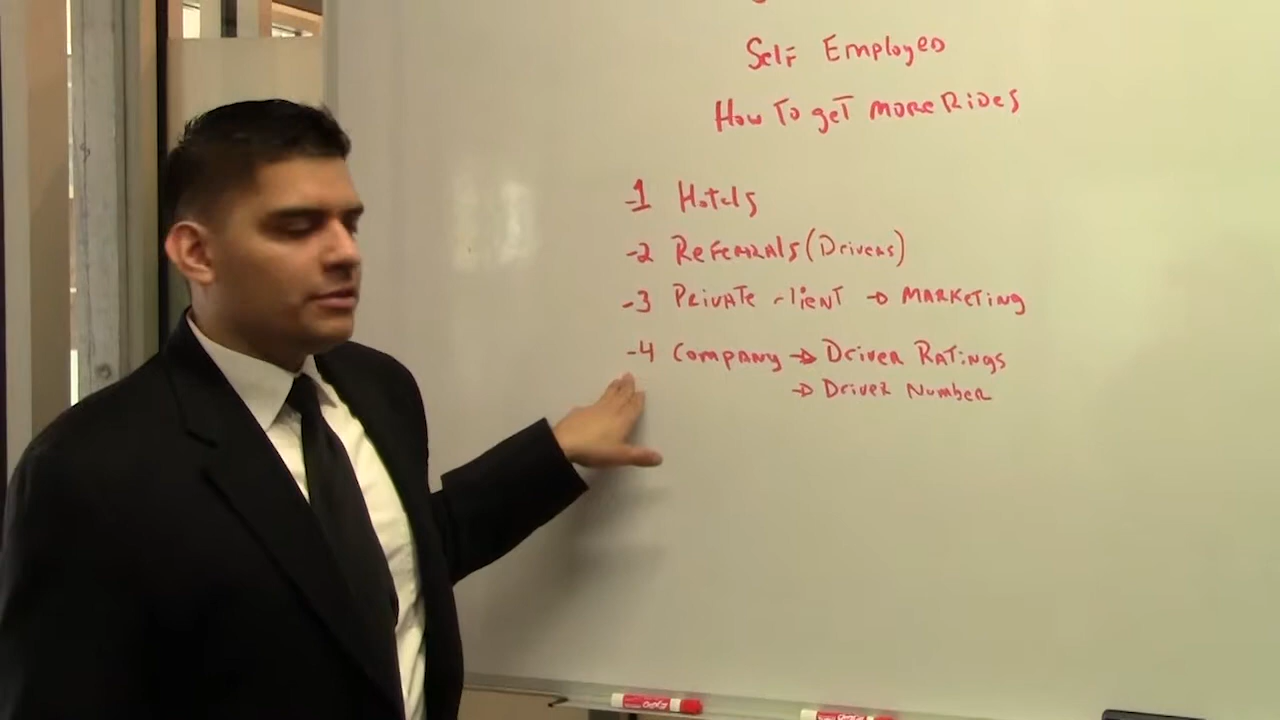 Self Employed
How To get more Rides
-1 Hotels
-2 Referrals (Drivers)
-3 Private client → Marketing
-4 Company → Driver Ratings
→ Driver Number